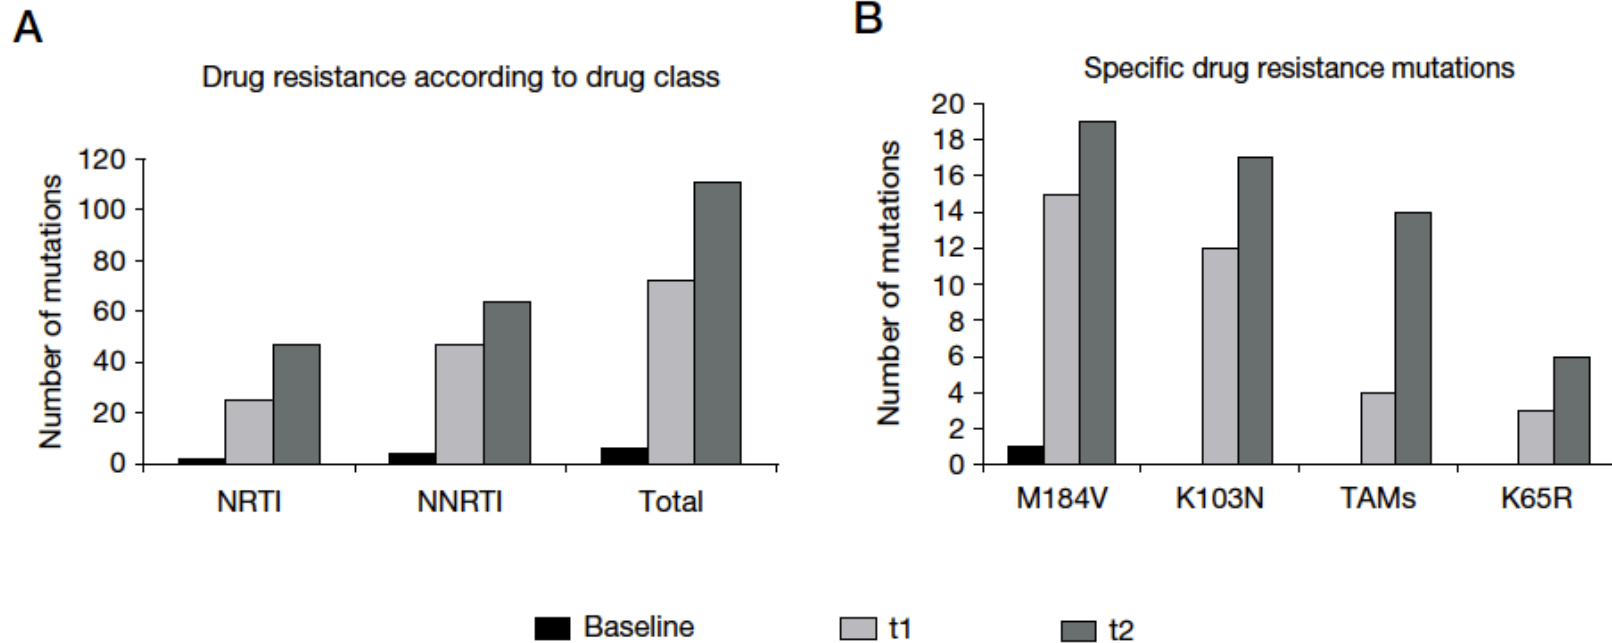 A
Drug resistance according to drug class
Number of mutations
120
100
80
60
40
20
0
NRTI
NNRTI
Total
B
Specific drug resistance mutations
Number of mutations
20
18
16
14
12
10
8
6
4
2
0
M184V
K103N
TAMs
K65R
Baseline
t1
t2